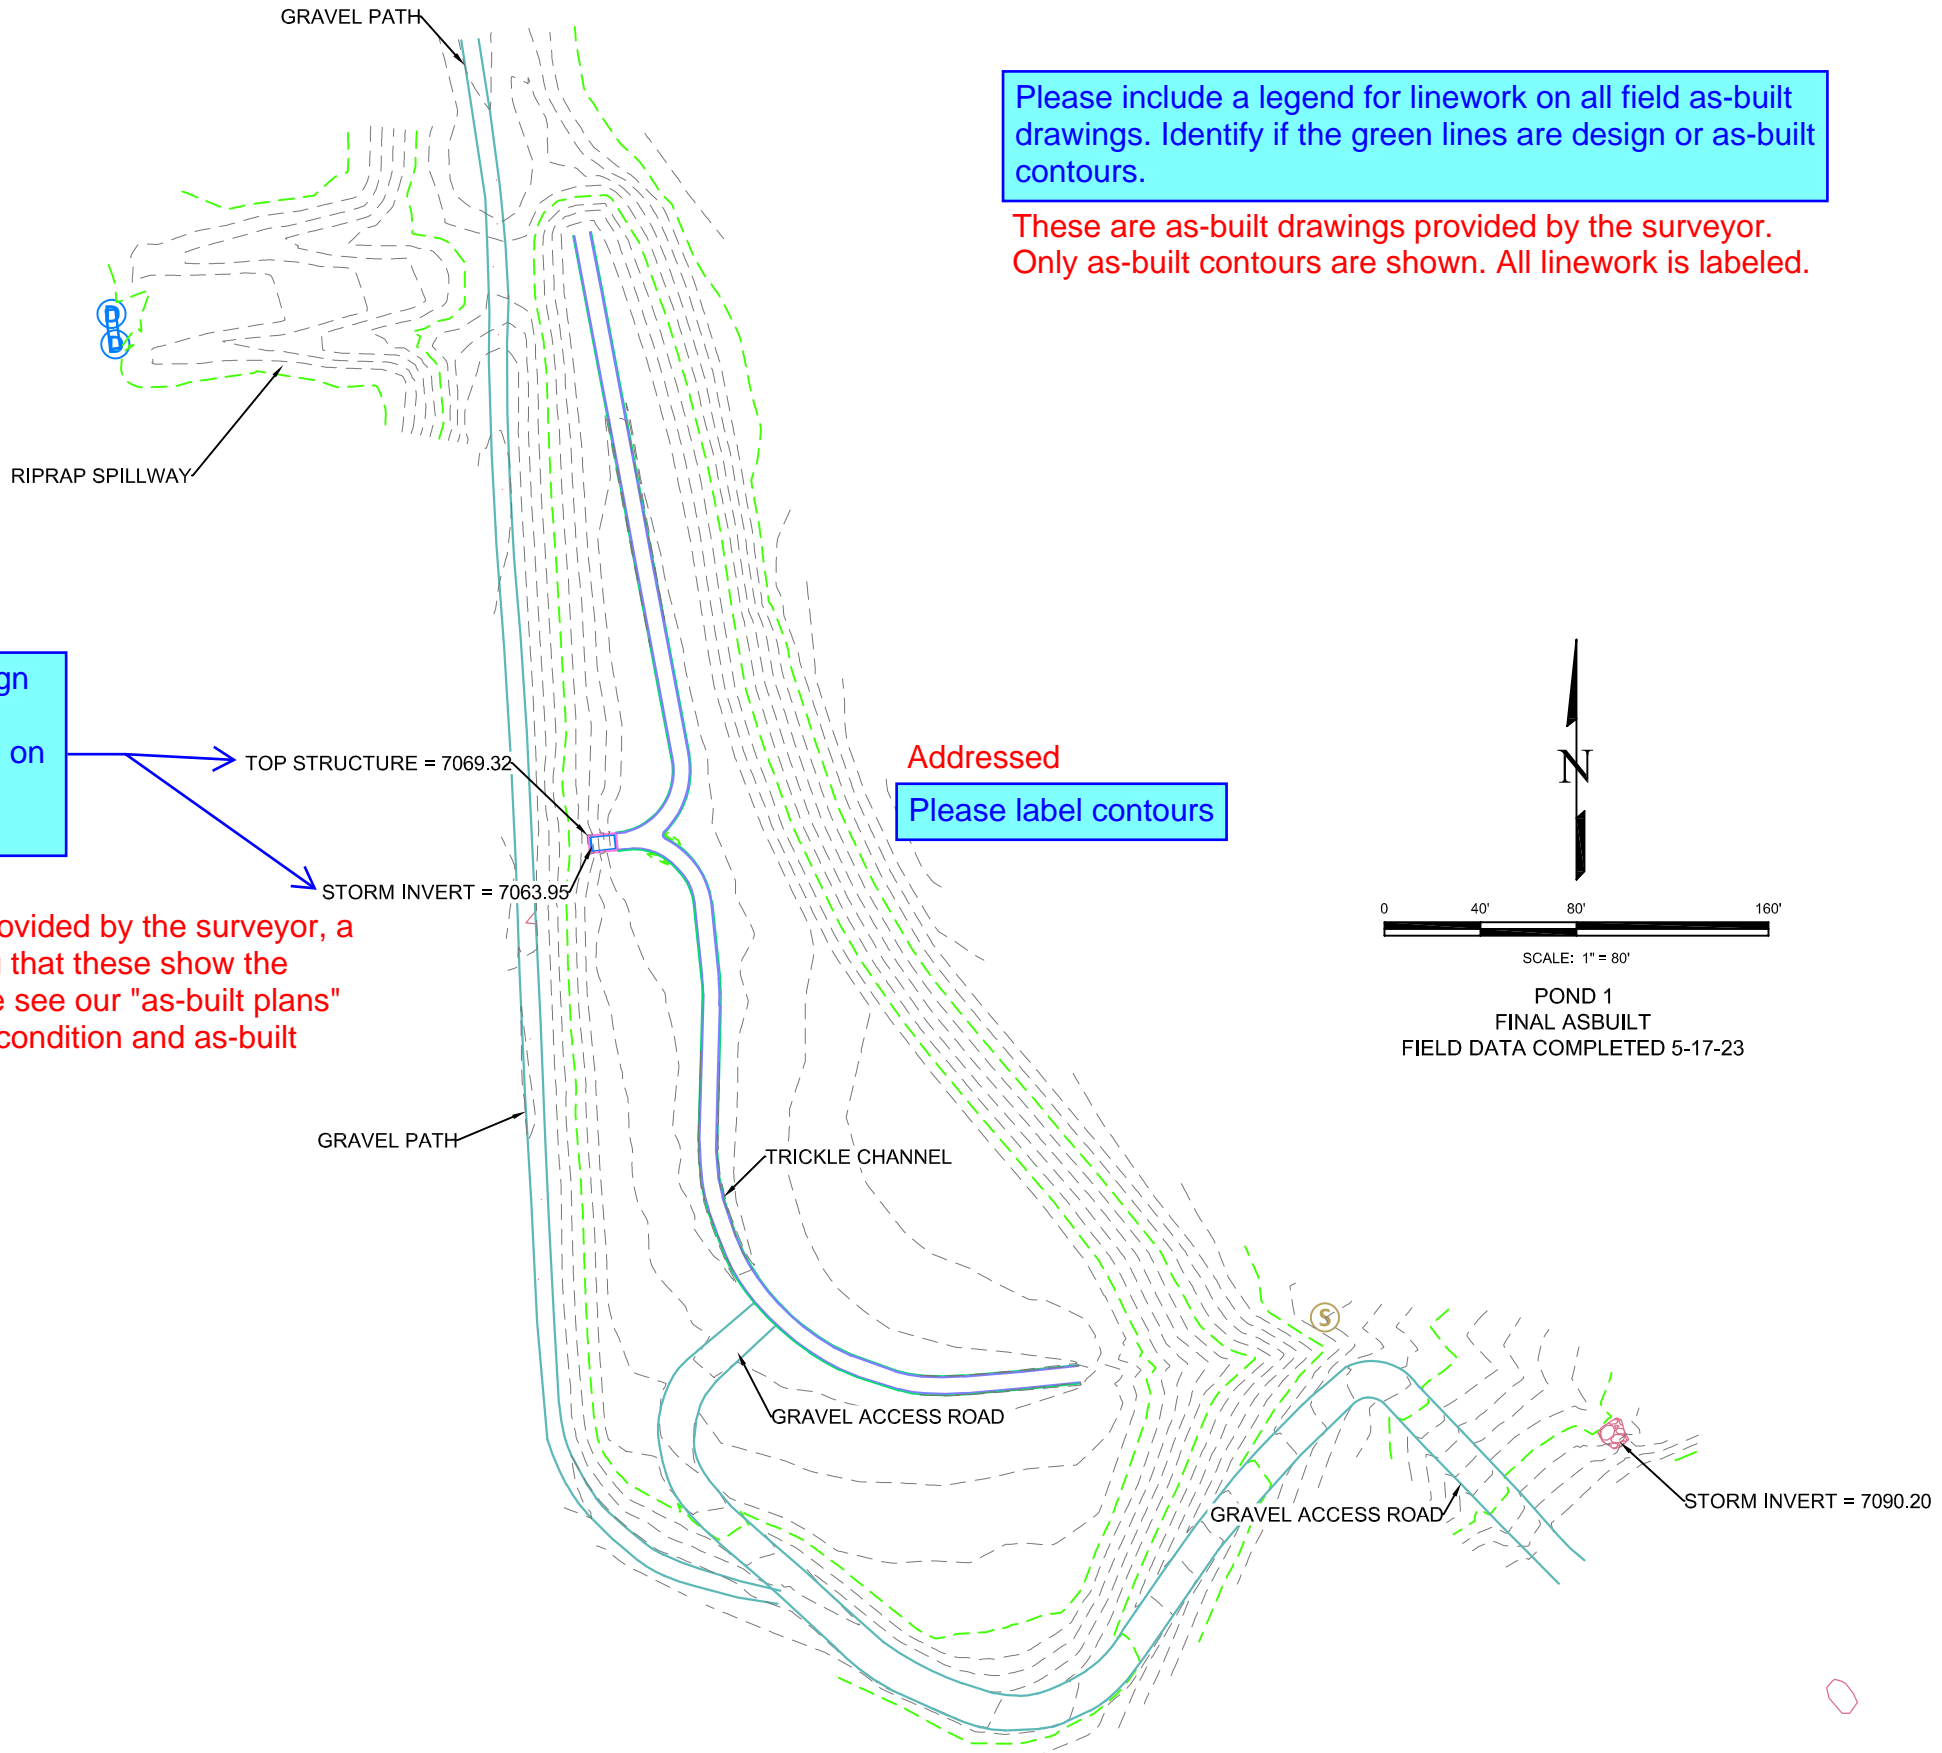 GRAVEL PATH
Please include a legend for linework on all field as-built
drawings. Identify if the green lines are design or as-built
contours.
These are as-built drawings provided by the surveyor.
Only as-built contours are shown. All linework is labeled.
D
D
RIPRAP SPILLWAY
gn
on
TOP STRUCTURE = 7069.32
Addressed
Please label contours
STORM INVERT = 7063.95
ovided by the surveyor, a
that these show the
e see our "as-built plans"
condition and as-built
N
0 40' 80' 160'
SCALE: 1" = 80'
POND 1
FINAL ASBUILT
FIELD DATA COMPLETED 5-17-23
GRAVEL PATH
TRICKLE CHANNEL
S
GRAVEL ACCESS ROAD
GRAVEL ACCESS ROAD
STORM INVERT = 7090.20